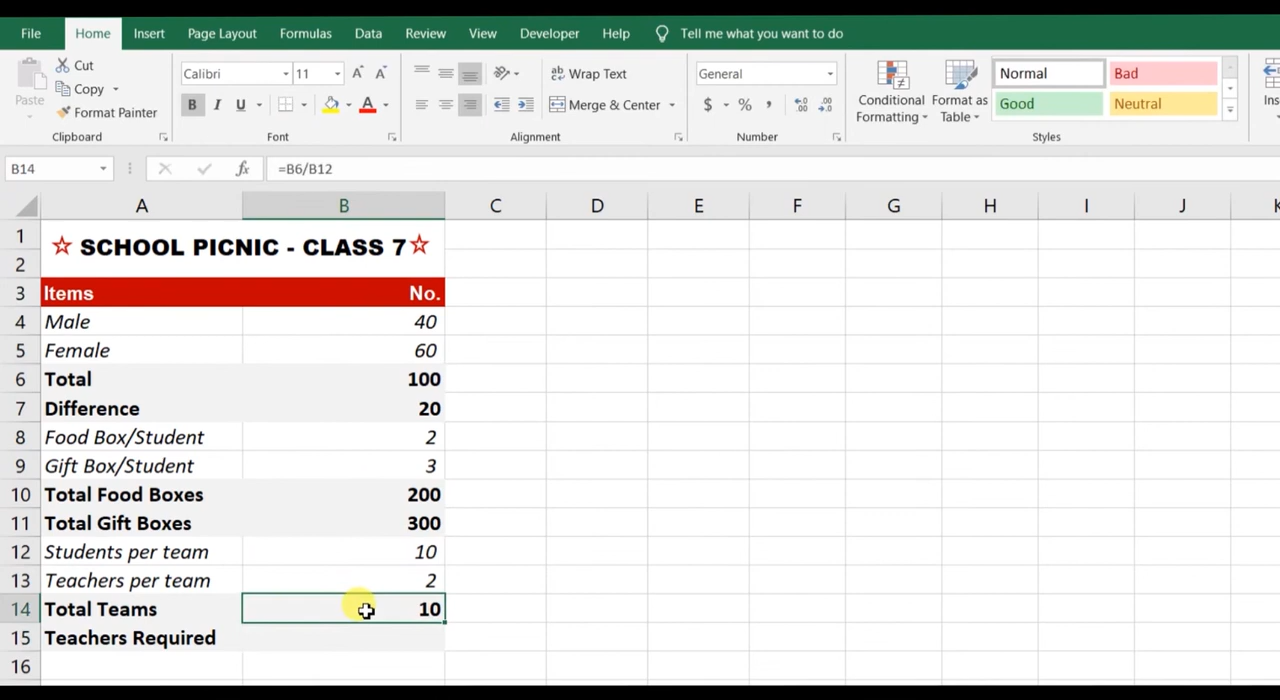 File Home Insert Page Layout Formulas Data Review View Developer Help Tell me what you want to do
Paste Cut Calibri 11 A A ab Wrap Text General Conditional Formatting Format as Table Normal Bad
Copy B I U A Merge & Center $ % , .00 Good Neutral
Format Painter
Clipboard Font Alignment Number Styles
B14 fx =B6/B12
A B C D E F G H I J K
1 ☆ SCHOOL PICNIC - CLASS 7 ☆
2
3 Items No.
4 Male 40
5 Female 60
6 Total 100
7 Difference 20
8 Food Box/Student 2
9 Gift Box/Student 3
10 Total Food Boxes 200
11 Total Gift Boxes 300
12 Students per team 10
13 Teachers per team 2
14 Total Teams 10
15 Teachers Required
16